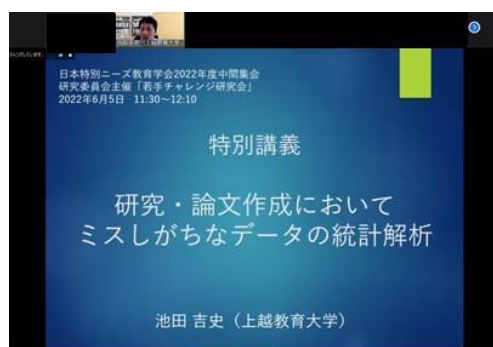 日本特別ニーズ教育学会2022年度中間集会
研究委員会主催「若手チャレンジ研究会」
2022年6月5日 11:30~12:10
特別講義
研究・論文作成において
ミスしがちなデータの統計解析
池田 吉史(上越教育大学)